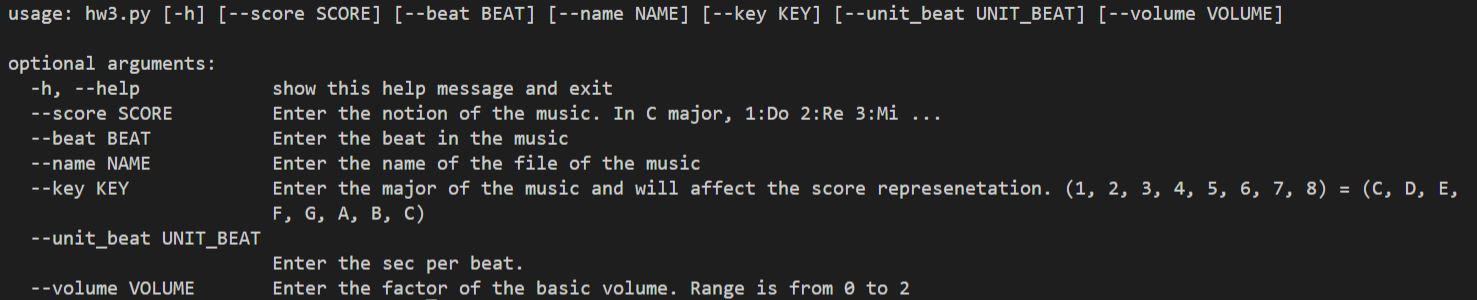 usage: hw3.py [-h] [--score SCORE] [--beat BEAT] [--name NAME] [--key KEY] [--unit_beat UNIT_BEAT] [--volume VOLUME]
optional arguments:
-h, --help show this help message and exit
--score SCORE Enter the notion of the music. In C major, 1:Do 2:Re 3:Mi ...
--beat BEAT Enter the beat in the music
--name NAME Enter the name of the file of the music
--key KEY Enter the major of the music and will affect the score represenetation. (1, 2, 3, 4, 5, 6, 7, 8) = (C, D, E,
F, G, A, B, C)
--unit_beat UNIT_BEAT
Enter the sec per beat.
--volume VOLUME Enter the factor of the basic volume. Range is from 0 to 2